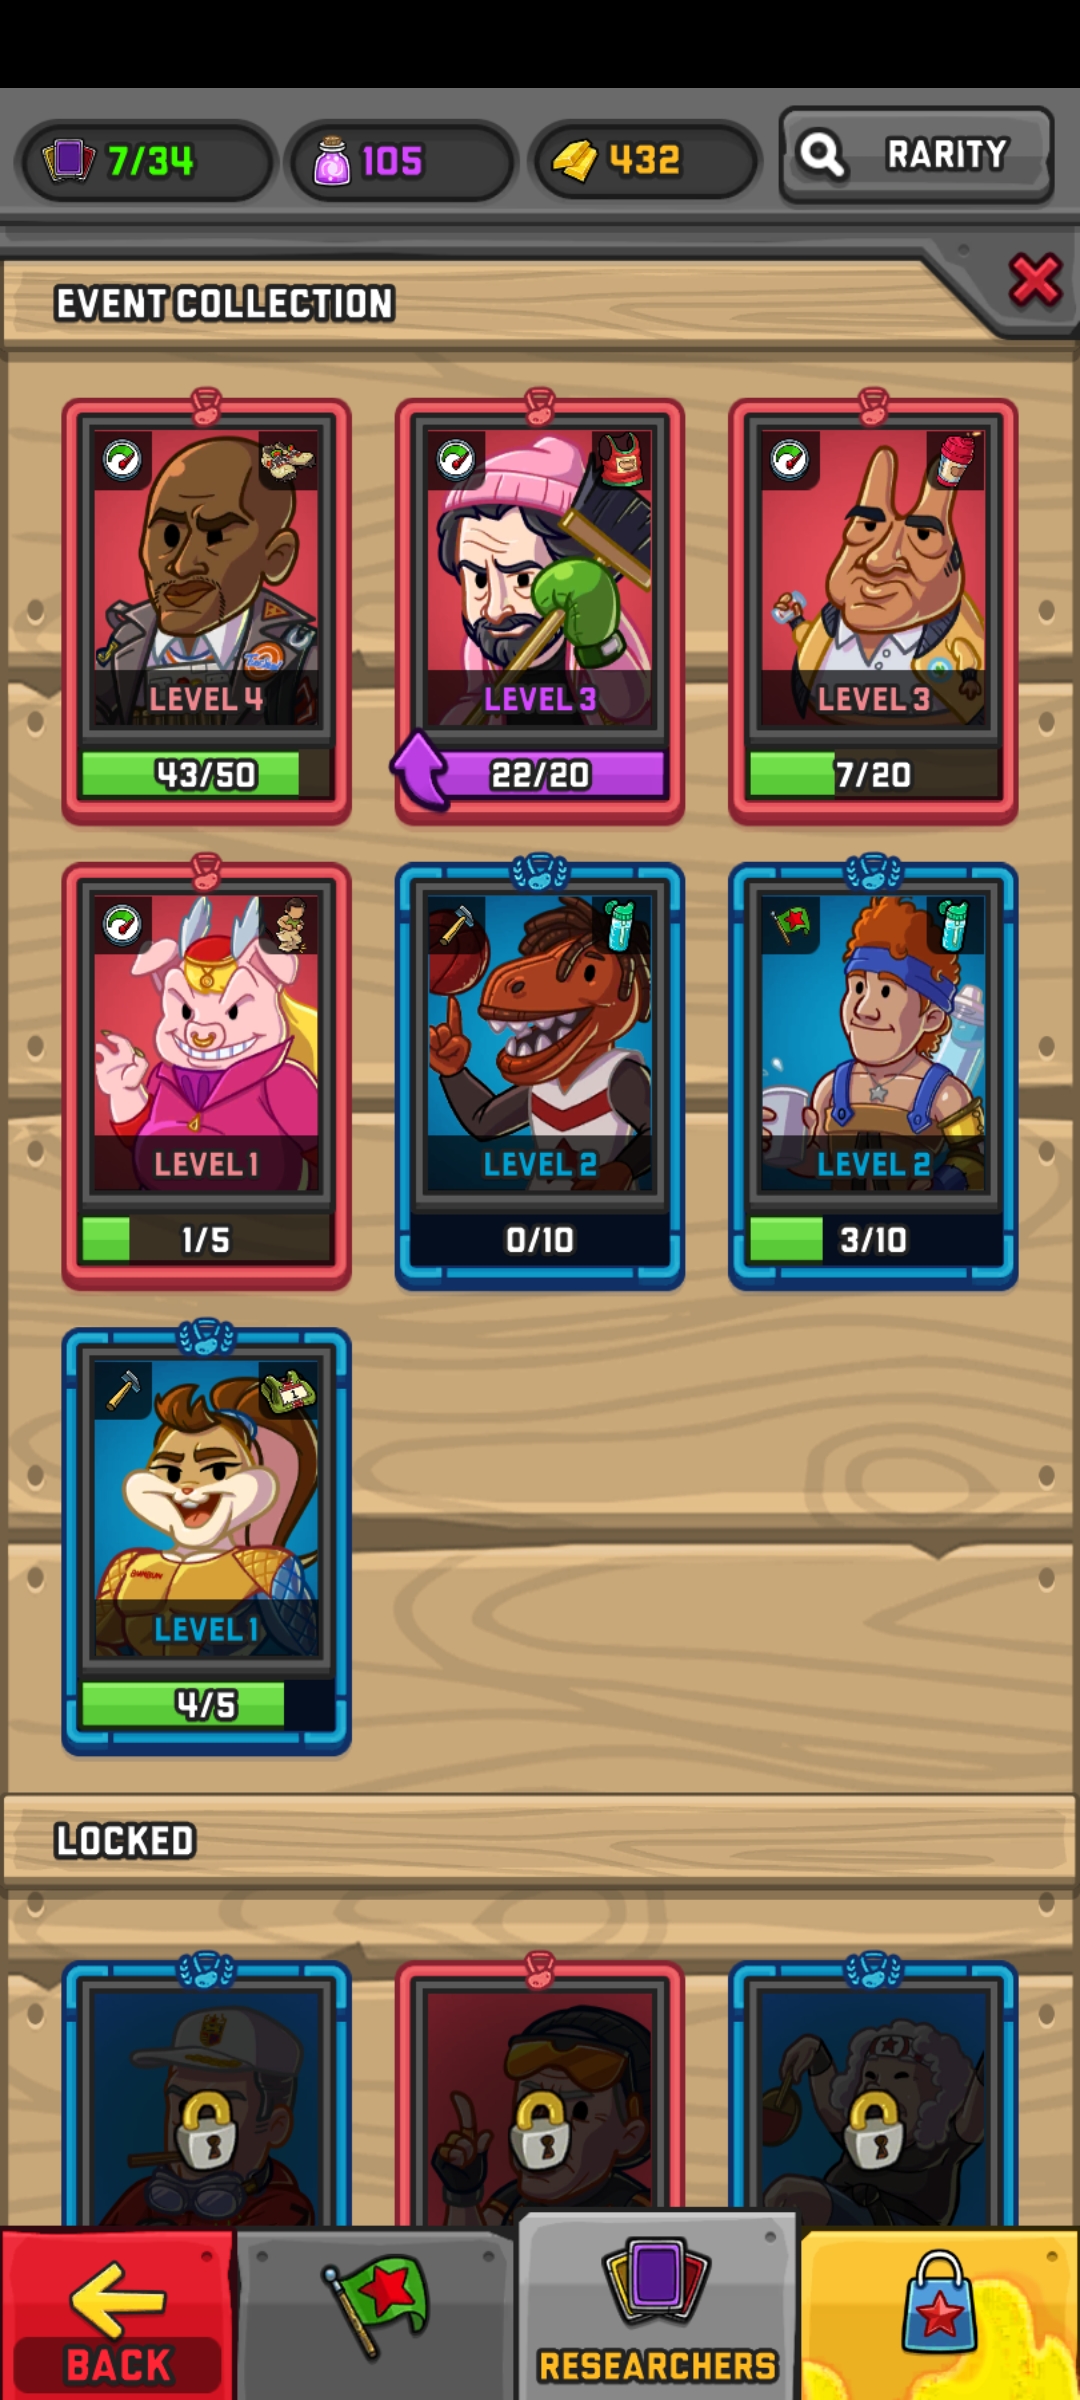 7/34
105
432
RARITY
EVENT COLLECTION
LEVEL 4
LEVEL 3
LEVEL 3
43/50
22/20
7/20
LEVEL 1
LEVEL 2
LEVEL 2
1/5
0/10
3/10
1
LEVEL 1
4/5
LOCKED
BACK
RESEARCHERS